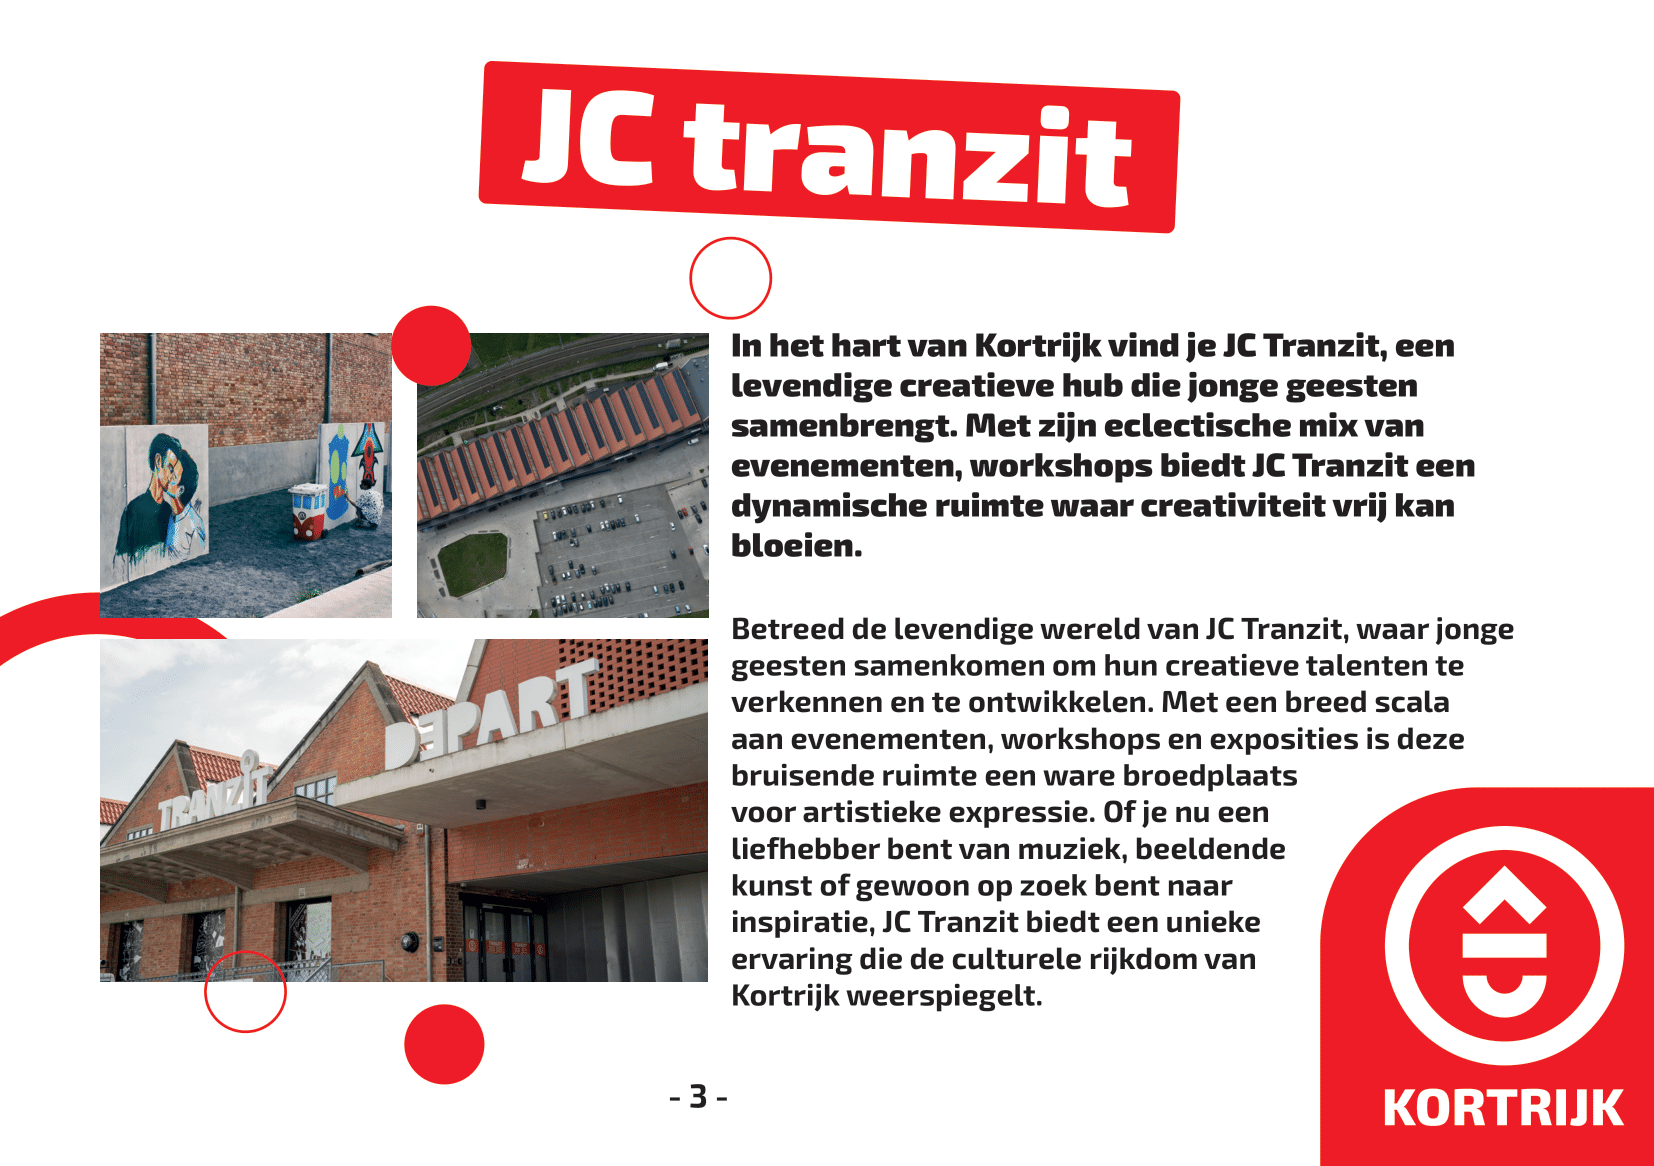 JC tranzit
In het hart van Kortrijk vind je JC Tranzit, een
levendige creatieve hub die jonge geesten
samenbrengt. Met zijn eclectische mix van
evenementen, workshops biedt JC Tranzit een
dynamische ruimte waar creativiteit vrij kan
bloeien.
Betreed de levendige wereld van JC Tranzit, waar jonge
geesten samenkomen om hun creatieve talenten te
verkennen en te ontwikkelen. Met een breed scala
aan evenementen, workshops en exposities is deze
bruisende ruimte een ware broedplaats
voor artistieke expressie. Of je nu een
liefhebber bent van muziek, beeldende
kunst of gewoon op zoek bent naar
inspiratie, JC Tranzit biedt een unieke
ervaring die de culturele rijkdom van
Kortrijk weerspiegelt.
TRANZIT
DEPART
- 3 -
KORTRIJK